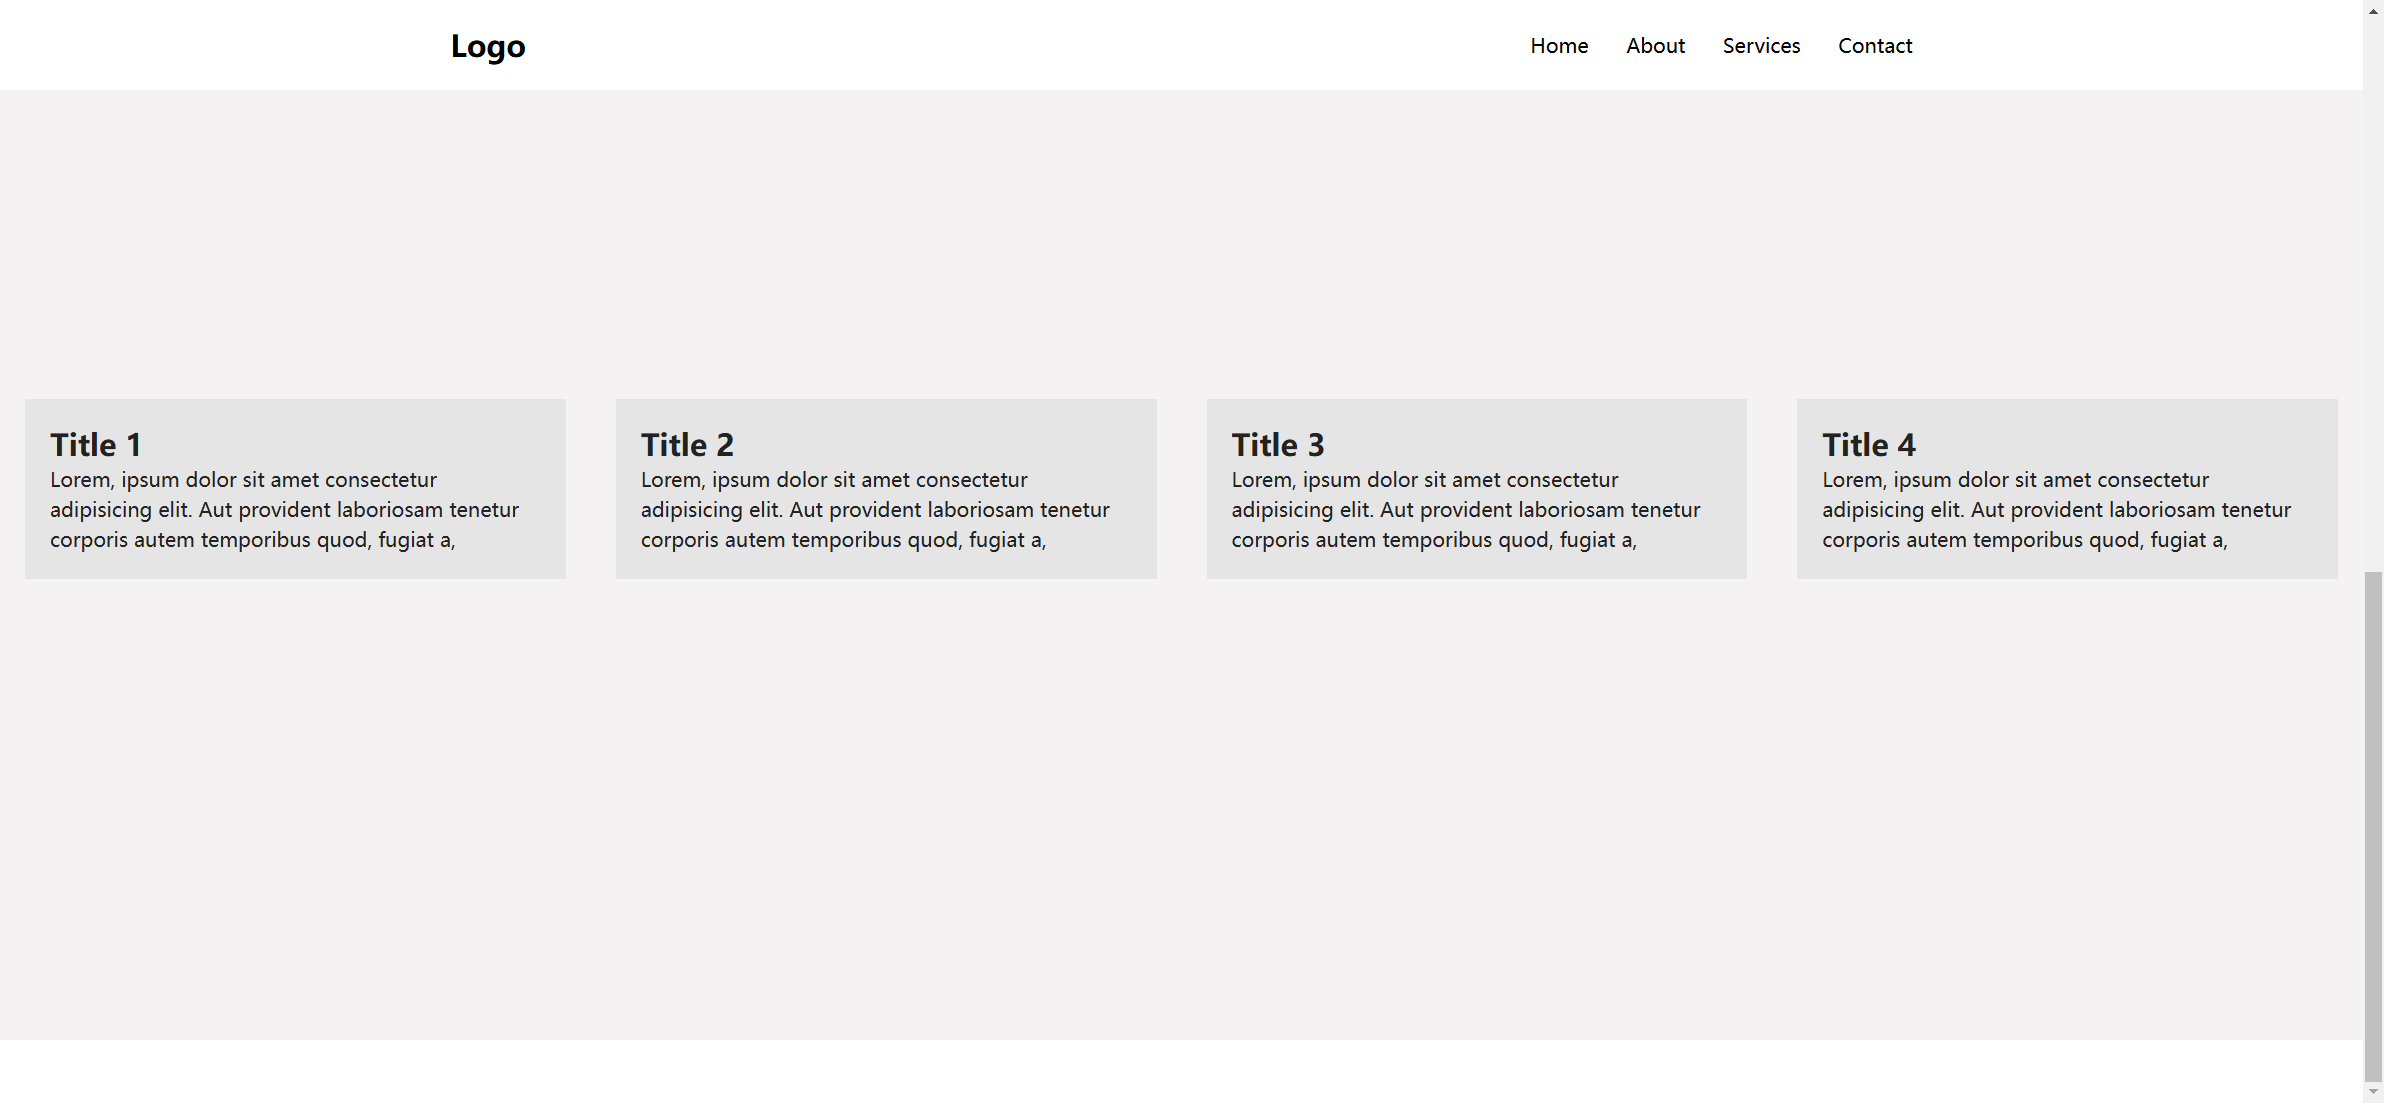 Logo
Home About Services Contact
Title 1
Lorem, ipsum dolor sit amet consectetur
adipisicing elit. Aut provident laboriosam tenetur
corporis autem temporibus quod, fugiat a,
Title 2
Lorem, ipsum dolor sit amet consectetur
adipisicing elit. Aut provident laboriosam tenetur
corporis autem temporibus quod, fugiat a,
Title 3
Lorem, ipsum dolor sit amet consectetur
adipisicing elit. Aut provident laboriosam tenetur
corporis autem temporibus quod, fugiat a,
Title 4
Lorem, ipsum dolor sit amet consectetur
adipisicing elit. Aut provident laboriosam tenetur
corporis autem temporibus quod, fugiat a,